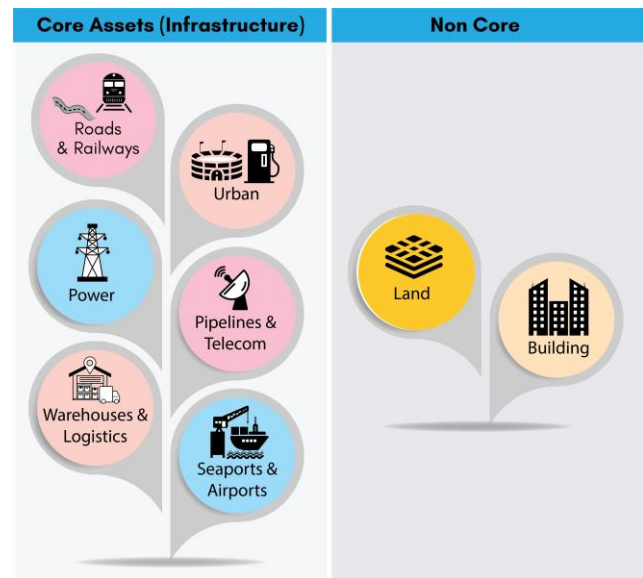 Core Assets (Infrastructure)
Non Core
Roads
& Railways
Urban
Power
Pipelines &
Telecom
Warehouses &
Logistics
Seaports &
Airports
Land
Building